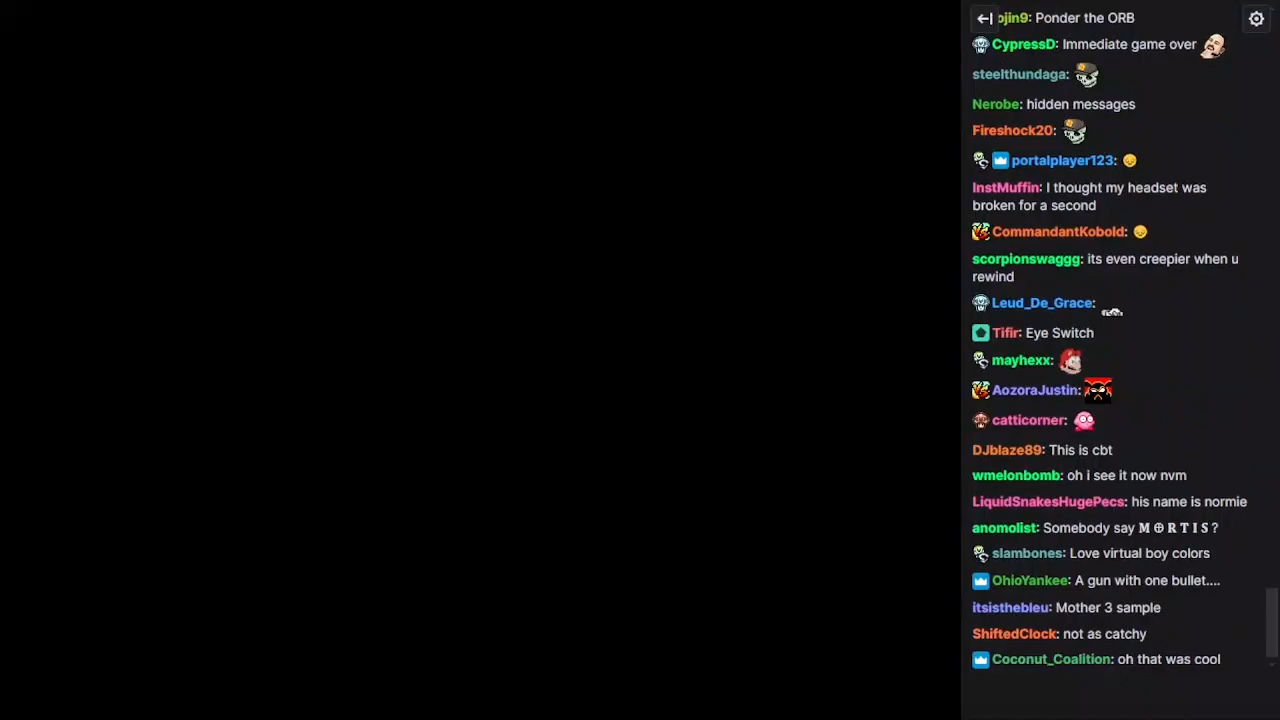 ojin9: Ponder the ORB
CypressD: Immediate game over
steelthundaga:
Nerobe: hidden messages
Fireshock20:
portalplayer123:
InstMuffin: I thought my headset was
broken for a second
CommandantKobold:
scorpionswaggg: its even creepier when u
rewind
Leud_De_Grace:
Tifir: Eye Switch
mayhexx:
AozoraJustin:
catticorner:
DJblaze89: This is cbt
wmelonbomb: oh i see it now nvm
LiquidSnakesHugePecs: his name is normie
anomolist: Somebody say 𝐌 ⊕ 𝐑 𝐓 𝐈 𝐒 ?
slambones: Love virtual boy colors
OhioYankee: A gun with one bullet....
itsisthebleu: Mother 3 sample
ShiftedClock: not as catchy
Coconut_Coalition: oh that was cool